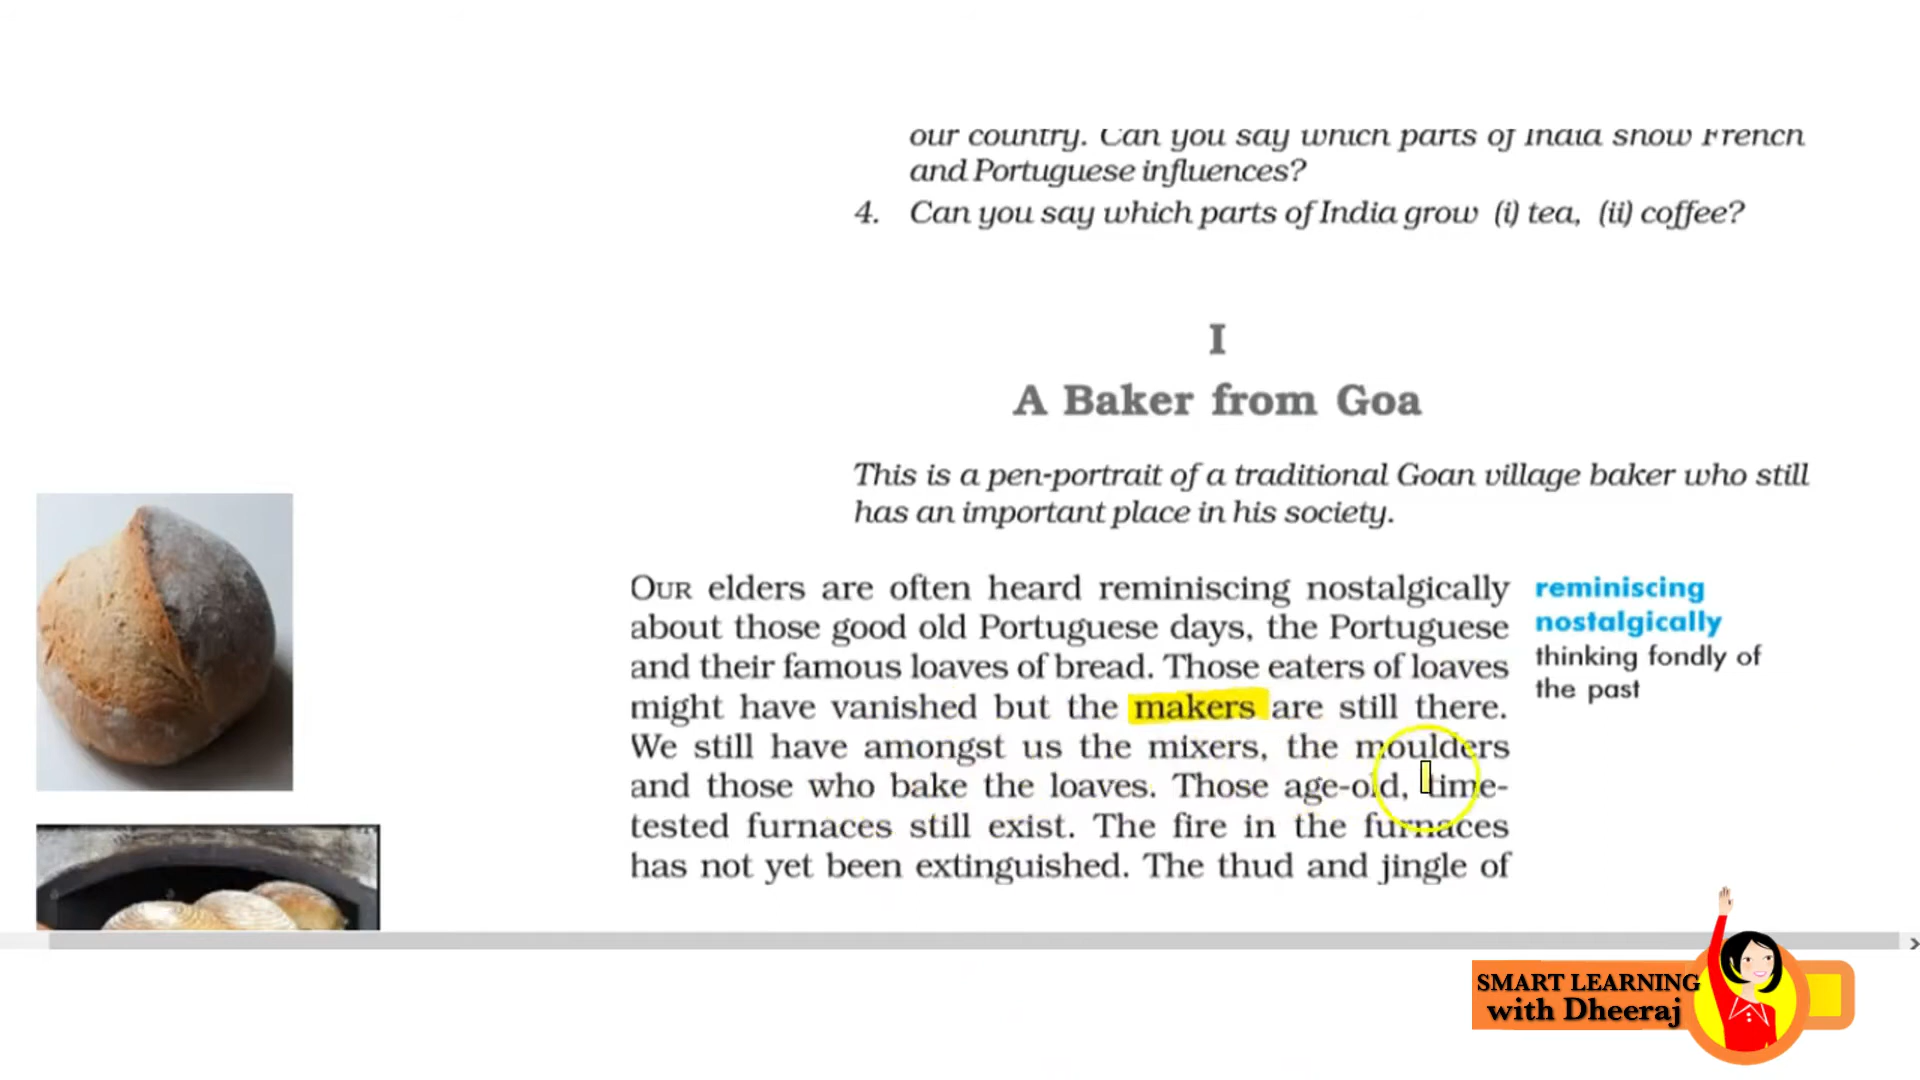 our country. Can you say which parts of India show French
and Portuguese influences?
4. Can you say which parts of India grow (i) tea, (ii) coffee?
I
A Baker from Goa
This is a pen-portrait of a traditional Goan village baker who still
has an important place in his society.
OUR elders are often heard reminiscing nostalgically
about those good old Portuguese days, the Portuguese
and their famous loaves of bread. Those eaters of loaves
might have vanished but the makers are still there.
We still have amongst us the mixers, the moulders
and those who bake the loaves. Those age-old, time-
tested furnaces still exist. The fire in the furnaces
has not yet been extinguished. The thud and jingle of
reminiscing
nostalgically
thinking fondly of
the past
SMART LEARNING
with Dheeraj